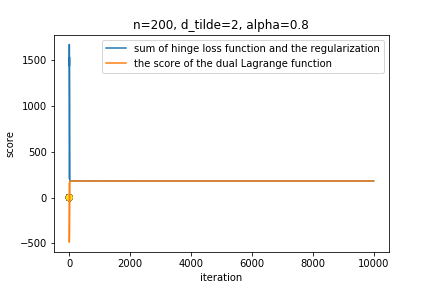 n=200, d_tilde=2, alpha=0.8
sum of hinge loss function and the regularization
the score of the dual Lagrange function
score
1500
1000
500
0
−500
0 2000 4000 6000 8000 10000
iteration